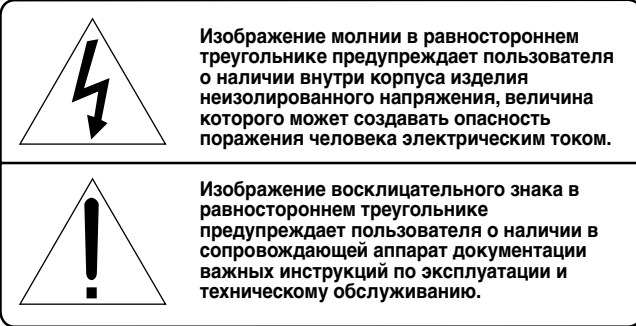 Изображение молнии в равностороннем
треугольнике предупреждает пользователя
о наличии внутри корпуса изделия
неизолированного напряжения, величина
которого может создавать опасность
поражения человека электрическим током.
Изображение восклицательного знака в
равностороннем треугольнике
предупреждает пользователя о наличии в
сопровождающей аппарат документации
важных инструкций по эксплуатации и
техническому обслуживанию.